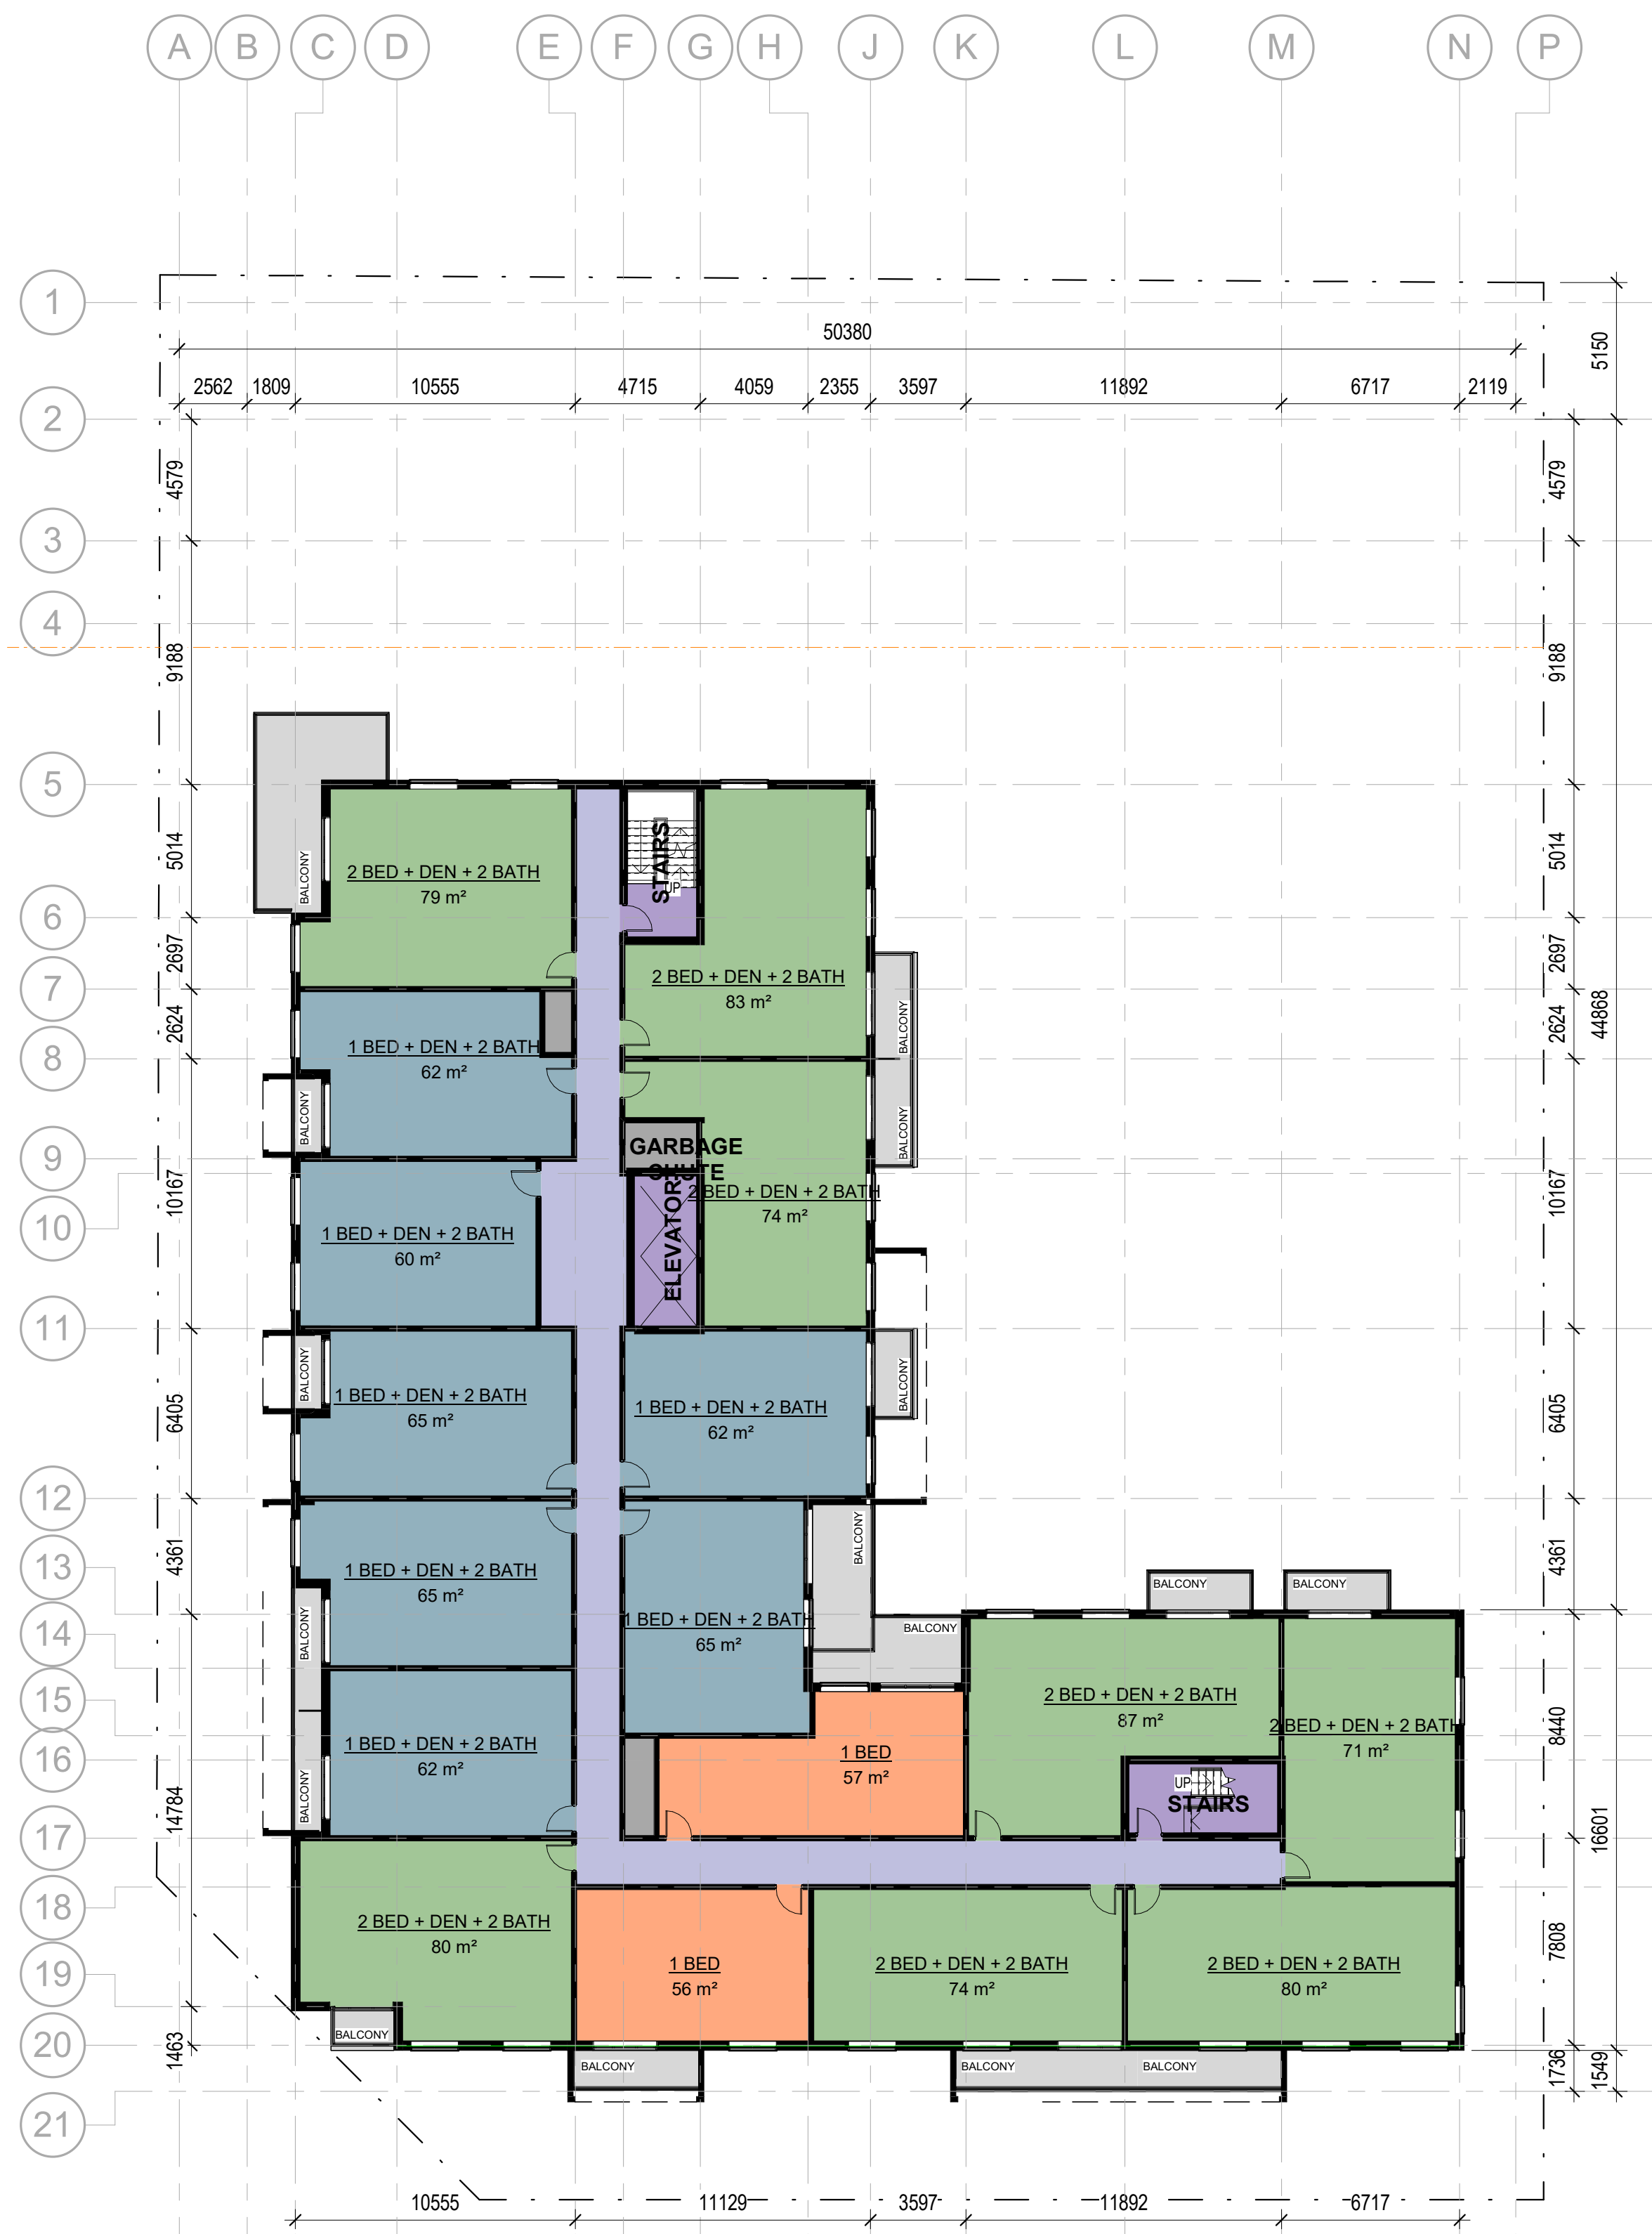 A B C D E F G H J K L M N P
1
50380
5150
2562 1809 10555 4715 4059 2355 3597 11892 6717 2119
2
4579 4579
3
4
9188 9188
5
5014 BALCONY 2 BED + DEN + 2 BATH STAIRS 5014
79 m²
UP
6
2697 2 BED + DEN + 2 BATH 2697
83 m²
7
2624 1 BED + DEN + 2 BATH BALCONY 2624 44868
62 m²
8
BALCONY BALCONY
9
GARBAGE
CHUTE
10167 2 BED + DEN + 2 BATH 10167
74 m²
10
1 BED + DEN + 2 BATH ELEVATOR
60 m²
11
BALCONY 1 BED + DEN + 2 BATH BALCONY
65 m²
6405 1 BED + DEN + 2 BATH 6405
62 m²
12
4361 BALCONY 4361
13
1 BED + DEN + 2 BATH BALCONY BALCONY
65 m²
14
BALCONY 1 BED + DEN + 2 BATH BALCONY
65 m²
15
2 BED + DEN + 2 BATH
87 m²
2 BED + DEN + 2 BATH 8440
71 m²
16
1 BED + DEN + 2 BATH 1 BED
62 m² 57 m²
BALCONY UP
STAIRS
14784 16601
17
18
2 BED + DEN + 2 BATH 7808
80 m²
19
1 BED 2 BED + DEN + 2 BATH 2 BED + DEN + 2 BATH
56 m² 74 m² 80 m²
20
BALCONY
1463 BALCONY BALCONY BALCONY 1736 1549
21
10555 11129 3597 11892 6717